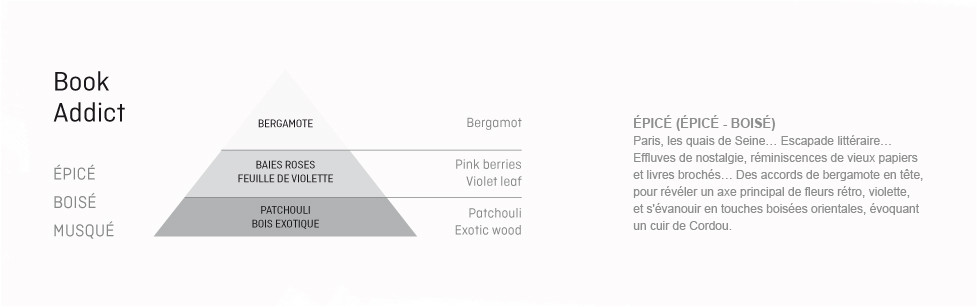 Book
Addict
ÉPICÉ
BOISÉ
MUSQUÉ
BERGAMOTE
BAIES ROSES
FEUILLE DE VIOLETTE
PATCHOULI
BOIS EXOTIQUE
Bergamot
Pink berries
Violet leaf
Patchouli
Exotic wood
ÉPICÉ (ÉPICÉ - BOISÉ)
Paris, les quais de Seine… Escapade littéraire…
Effluves de nostalgie, réminiscences de vieux papiers
et livres brochés… Des accords de bergamote en tête,
pour révéler un axe principal de fleurs rétro, violette,
et s'évanouir en touches boisées orientales, évoquant
un cuir de Cordou.